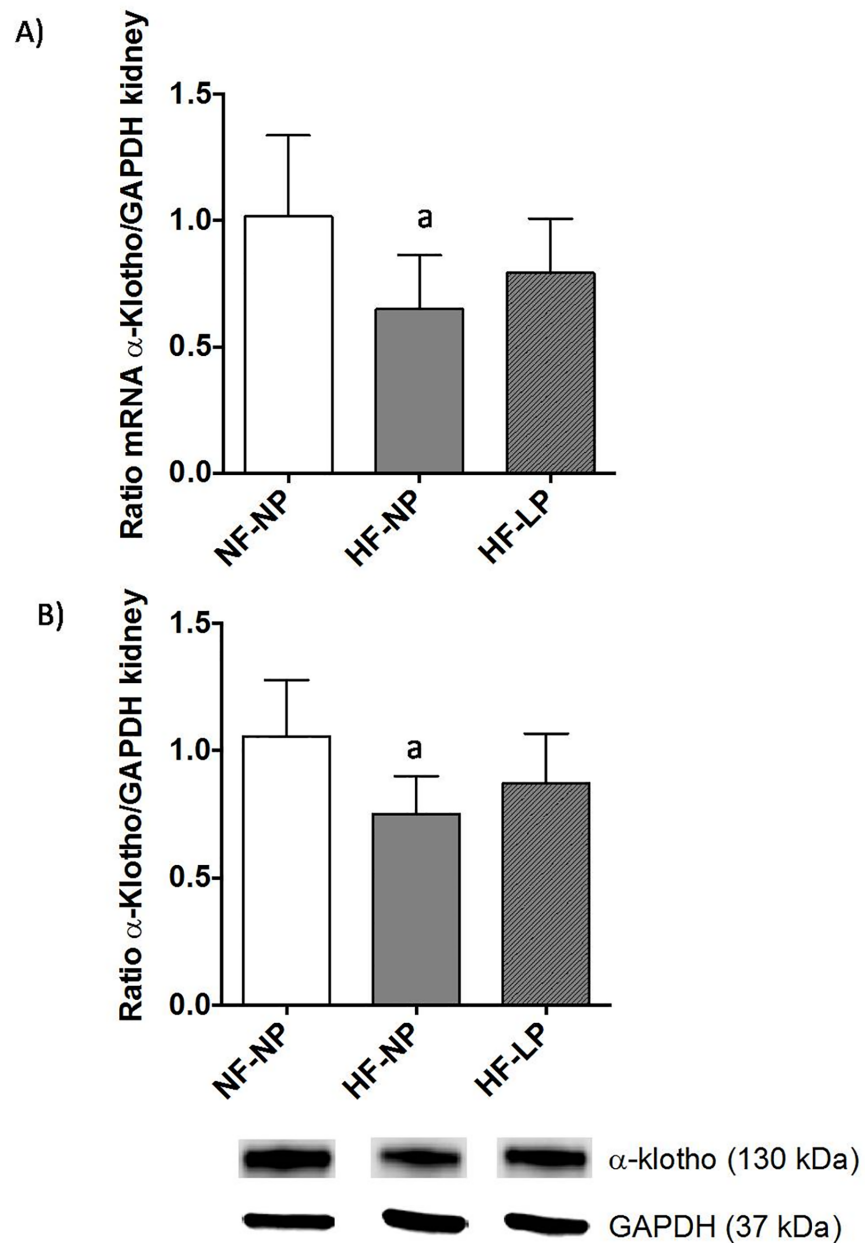 A)
Ratio mRNA α-Klotho/GAPDH kidney
1.5
1.0
0.5
0.0
a
NF-NP
HF-NP
HF-LP
B)
Ratio α-Klotho/GAPDH kidney
1.5
1.0
0.5
0.0
a
NF-NP
HF-NP
HF-LP
α-klotho (130 kDa)
GAPDH (37 kDa)